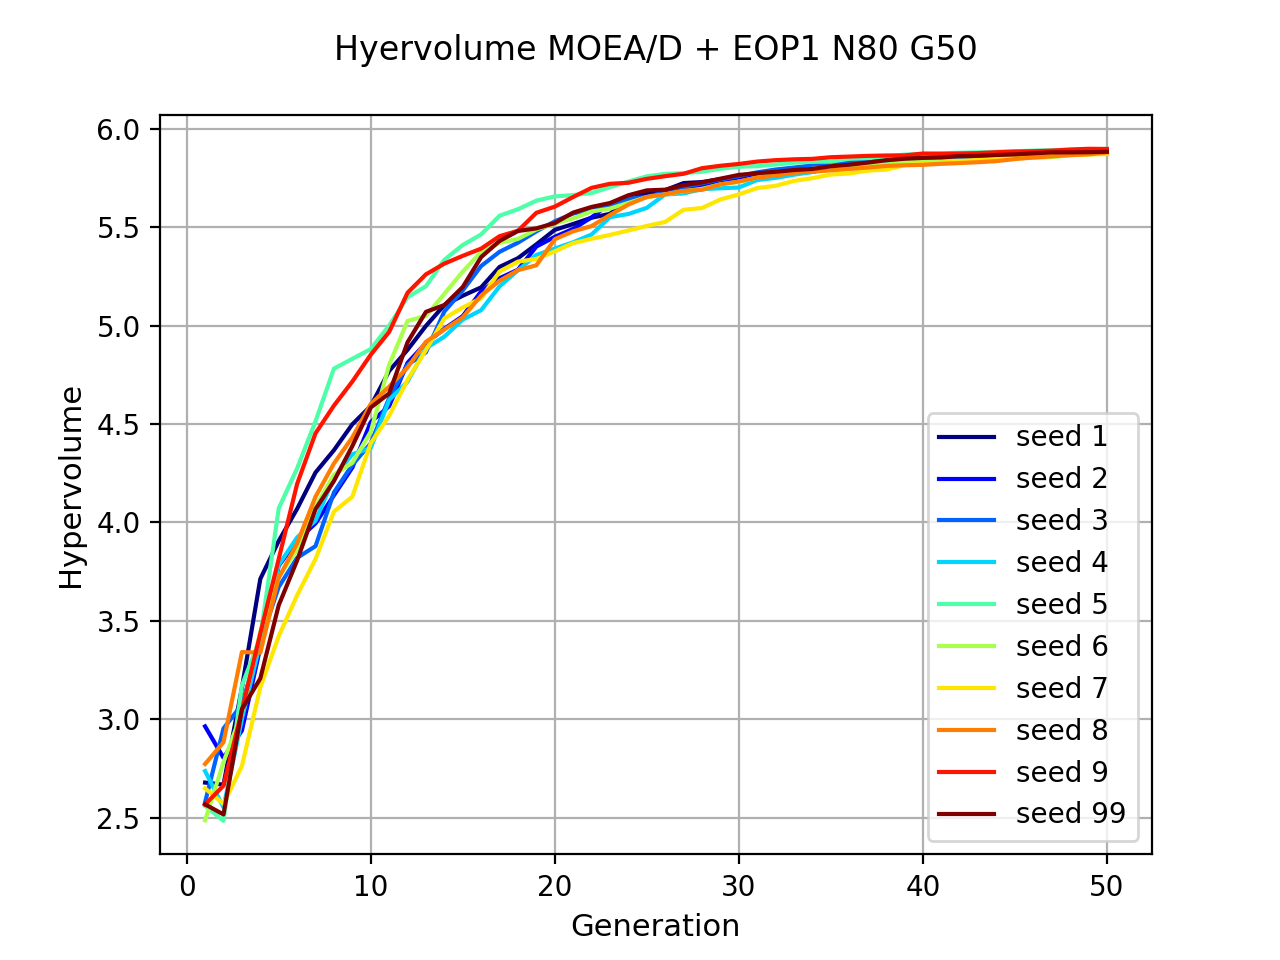 Hyervolume MOEA/D + EOP1 N80 G50
6.0
5.5
5.0
4.5
4.0
3.5
3.0
2.5
Hypervolume
seed 1
seed 2
seed 3
seed 4
seed 5
seed 6
seed 7
seed 8
seed 9
seed 99
0 10 20 30 40 50
Generation